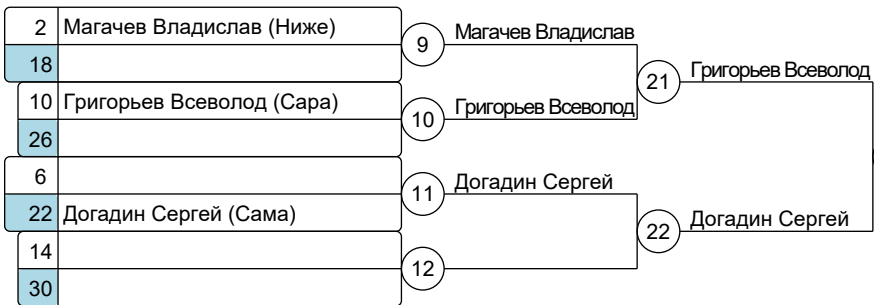 2 Магачев Владислав (Ниже)
18
10 Григорьев Всеволод (Сара)
26
6
22 Догадин Сергей (Сама)
14
30
9 Магачев Владислав
10 Григорьев Всеволод
11 Догадин Сергей
12
21 Григорьев Всеволод
22 Догадин Сергей